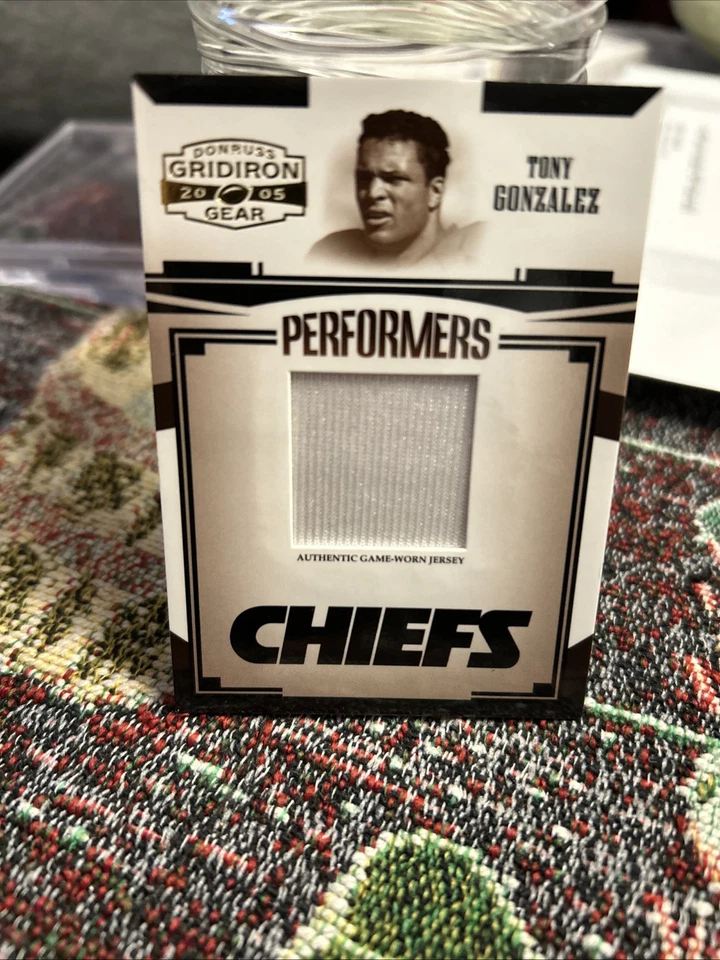 DONRUSS
GRIDIRON
20 05
GEAR
TONY
GONZALEZ
PERFORMERS
AUTHENTIC GAME-WORN JERSEY
CHIEFS